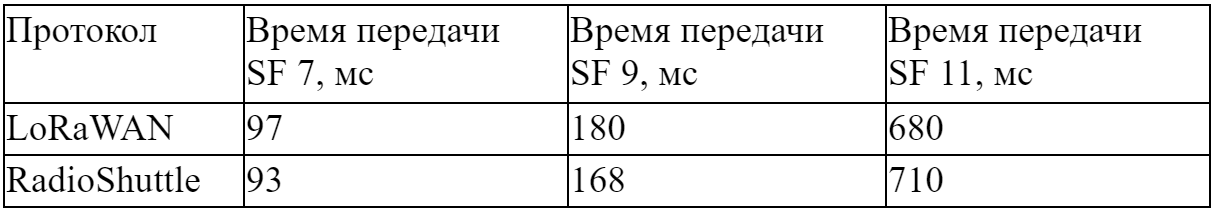 Протокол Время передачи Время передачи Время передачи
SF 7, мс SF 9, мс SF 11, мс
LoRaWAN 97 180 680
RadioShuttle 93 168 710